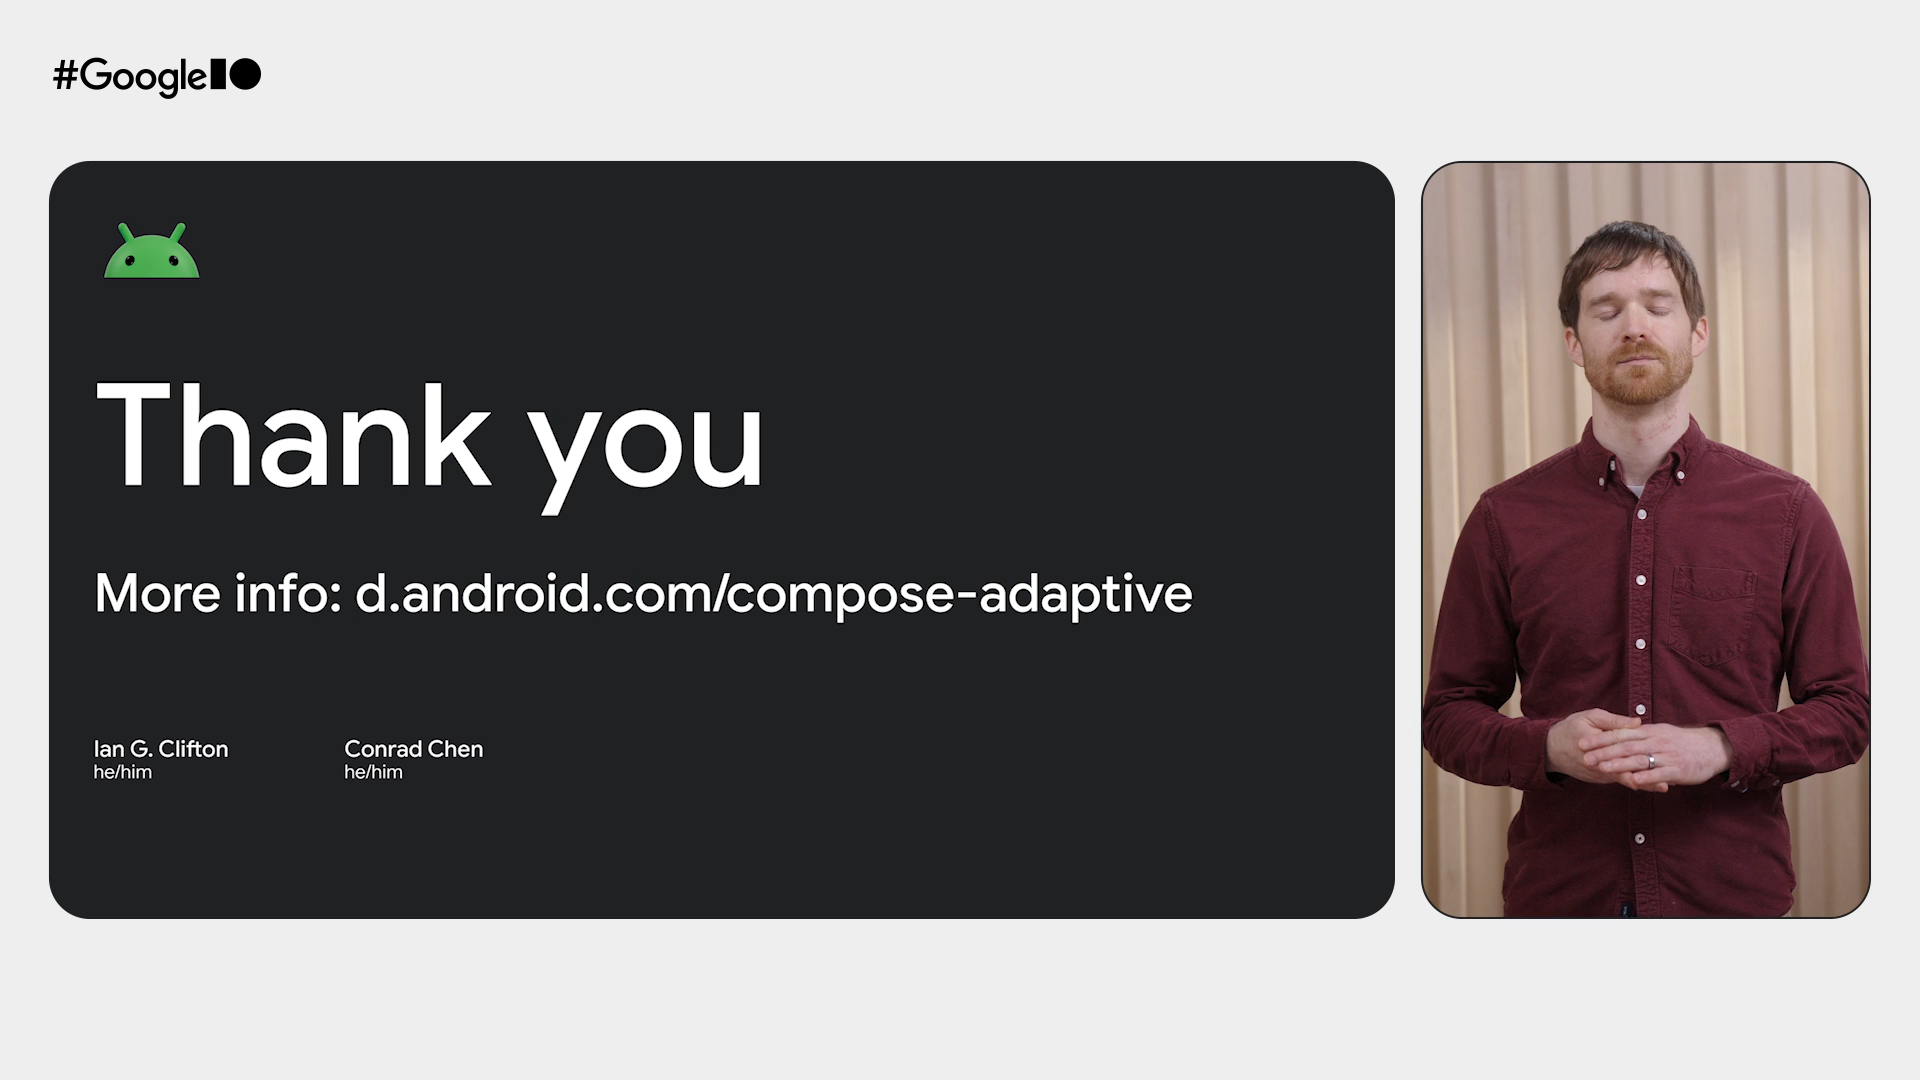 #GoogleIO
Thank you
More info: d.android.com/compose-adaptive
Ian G. Clifton
he/him
Conrad Chen
he/him